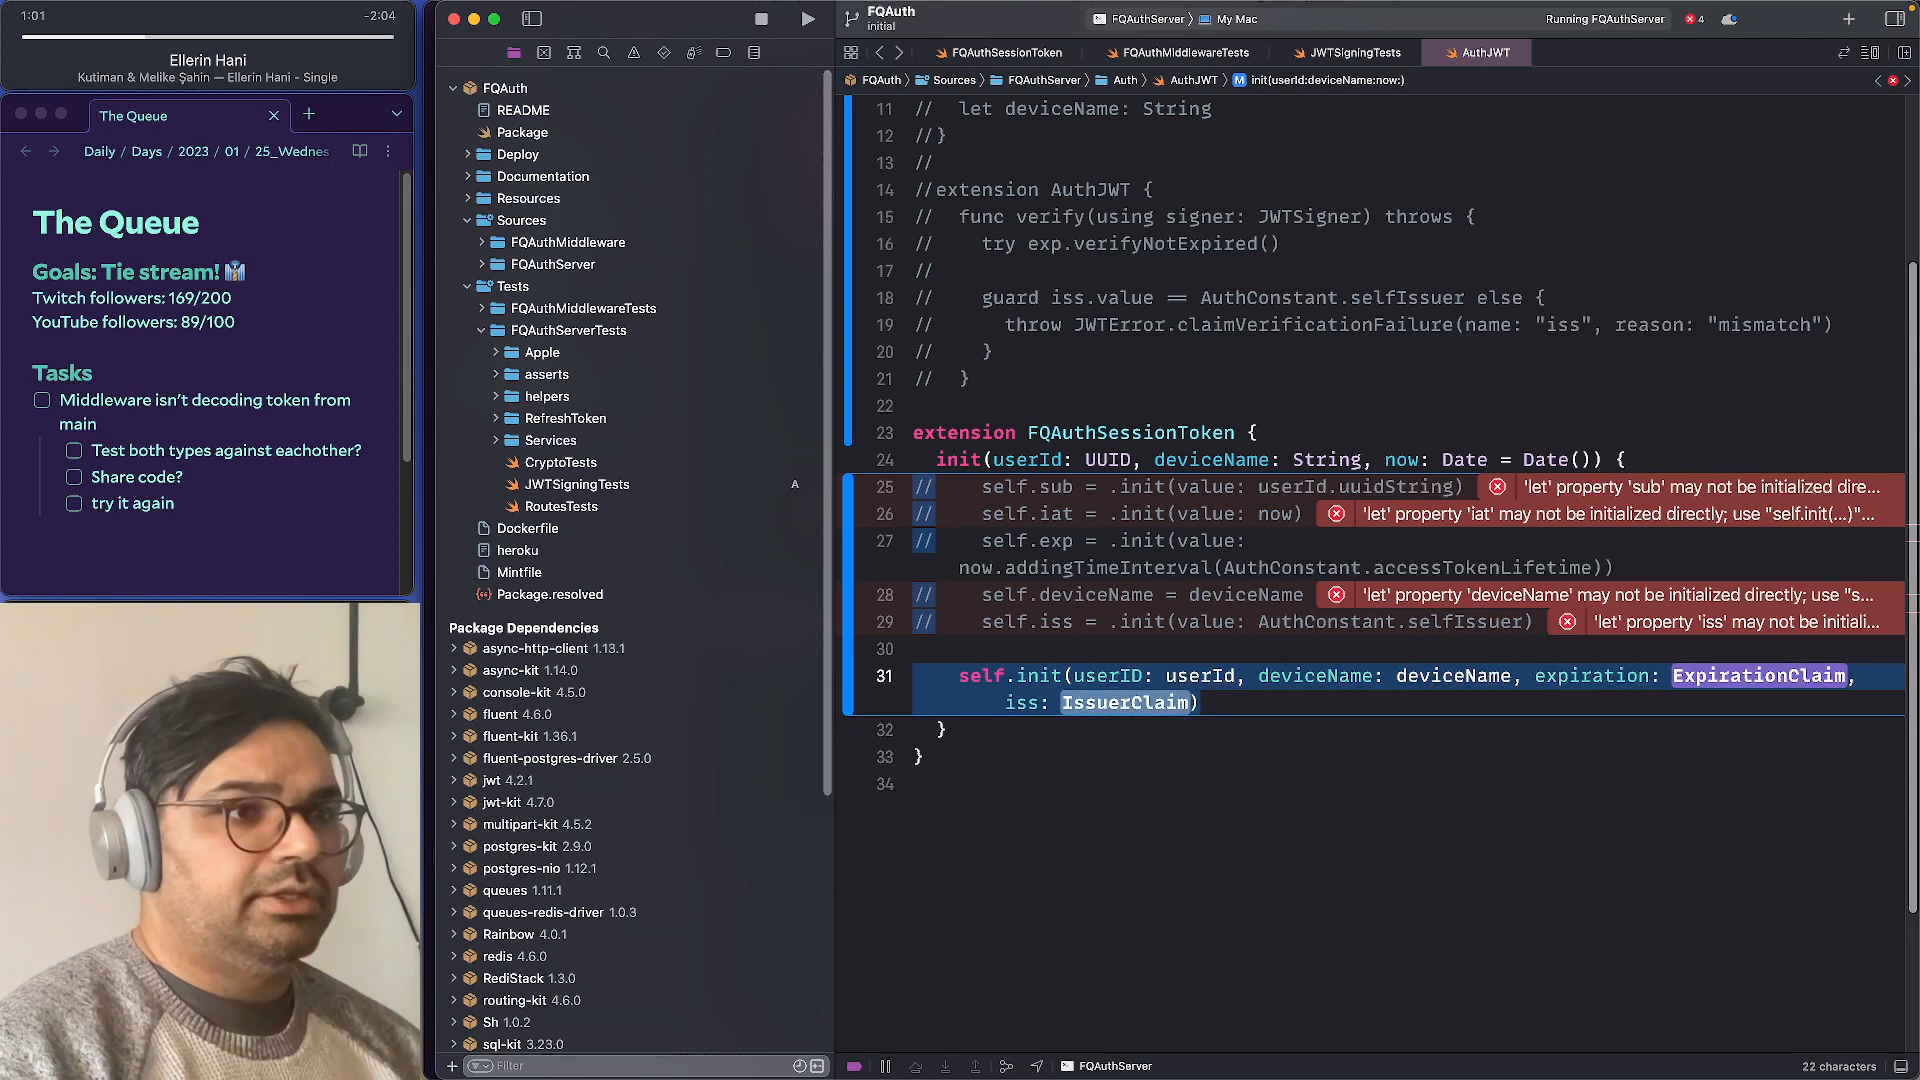 1:01
-2:04
Ellerin Hani
Kutiman & Melike Şahin — Ellerin Hani - Single
The Queue
Daily / Days / 2023 / 01 / 25_Wednes
The Queue
Goals: Tie stream! 👔
Twitch followers: 169/200
YouTube followers: 89/100
Tasks
Middleware isn't decoding token from
main
Test both types against eachother?
Share code?
try it again
FQAuth
README
Package
Deploy
Documentation
Resources
Sources
FQAuthMiddleware
FQAuthServer
Tests
FQAuthMiddlewareTests
FQAuthServerTests
Apple
asserts
helpers
RefreshToken
Services
CryptoTests
JWTSigningTests
A
RoutesTests
Dockerfile
heroku
Mintfile
Package.resolved
Package Dependencies
async-http-client 1.13.1
async-kit 1.14.0
console-kit 4.5.0
fluent 4.6.0
fluent-kit 1.36.1
fluent-postgres-driver 2.5.0
jwt 4.2.1
jwt-kit 4.7.0
multipart-kit 4.5.2
postgres-kit 2.9.0
postgres-nio 1.12.1
queues 1.11.1
queues-redis-driver 1.0.3
Rainbow 4.0.1
redis 4.6.0
RediStack 1.3.0
routing-kit 4.6.0
Sh 1.0.2
sql-kit 3.23.0
Filter
FQAuth
initial
FQAuthServer 〉 My Mac
Running FQAuthServer
4
FQAuthSessionToken
FQAuthMiddlewareTests
JWTSigningTests
AuthJWT
FQAuth 〉 Sources 〉 FQAuthServer 〉 Auth 〉 AuthJWT 〉 M init(userId:deviceName:now:)
11 //  let deviceName: String
12 //}
13 //
14 //extension AuthJWT {
15 //  func verify(using signer: JWTSigner) throws {
16 //    try exp.verifyNotExpired()
17 //
18 //    guard iss.value == AuthConstant.selfIssuer else {
19 //      throw JWTError.claimVerificationFailure(name: "iss", reason: "mismatch")
20 //    }
21 //  }
22
23 extension FQAuthSessionToken {
24   init(userId: UUID, deviceName: String, now: Date = Date()) {
25 //    self.sub = .init(value: userId.uuidString) 'let' property 'sub' may not be initialized dire...
26 //    self.iat = .init(value: now) 'let' property 'iat' may not be initialized directly; use "self.init(...)"...
27 //    self.exp = .init(value:
now.addingTimeInterval(AuthConstant.accessTokenLifetime))
28 //    self.deviceName = deviceName 'let' property 'deviceName' may not be initialized directly; use "s...
29 //    self.iss = .init(value: AuthConstant.selfIssuer) 'let' property 'iss' may not be initiali...
30
31     self.init(userID: userId, deviceName: deviceName, expiration: ExpirationClaim,
iss: IssuerClaim)
32   }
33 }
34
FQAuthServer
22 characters